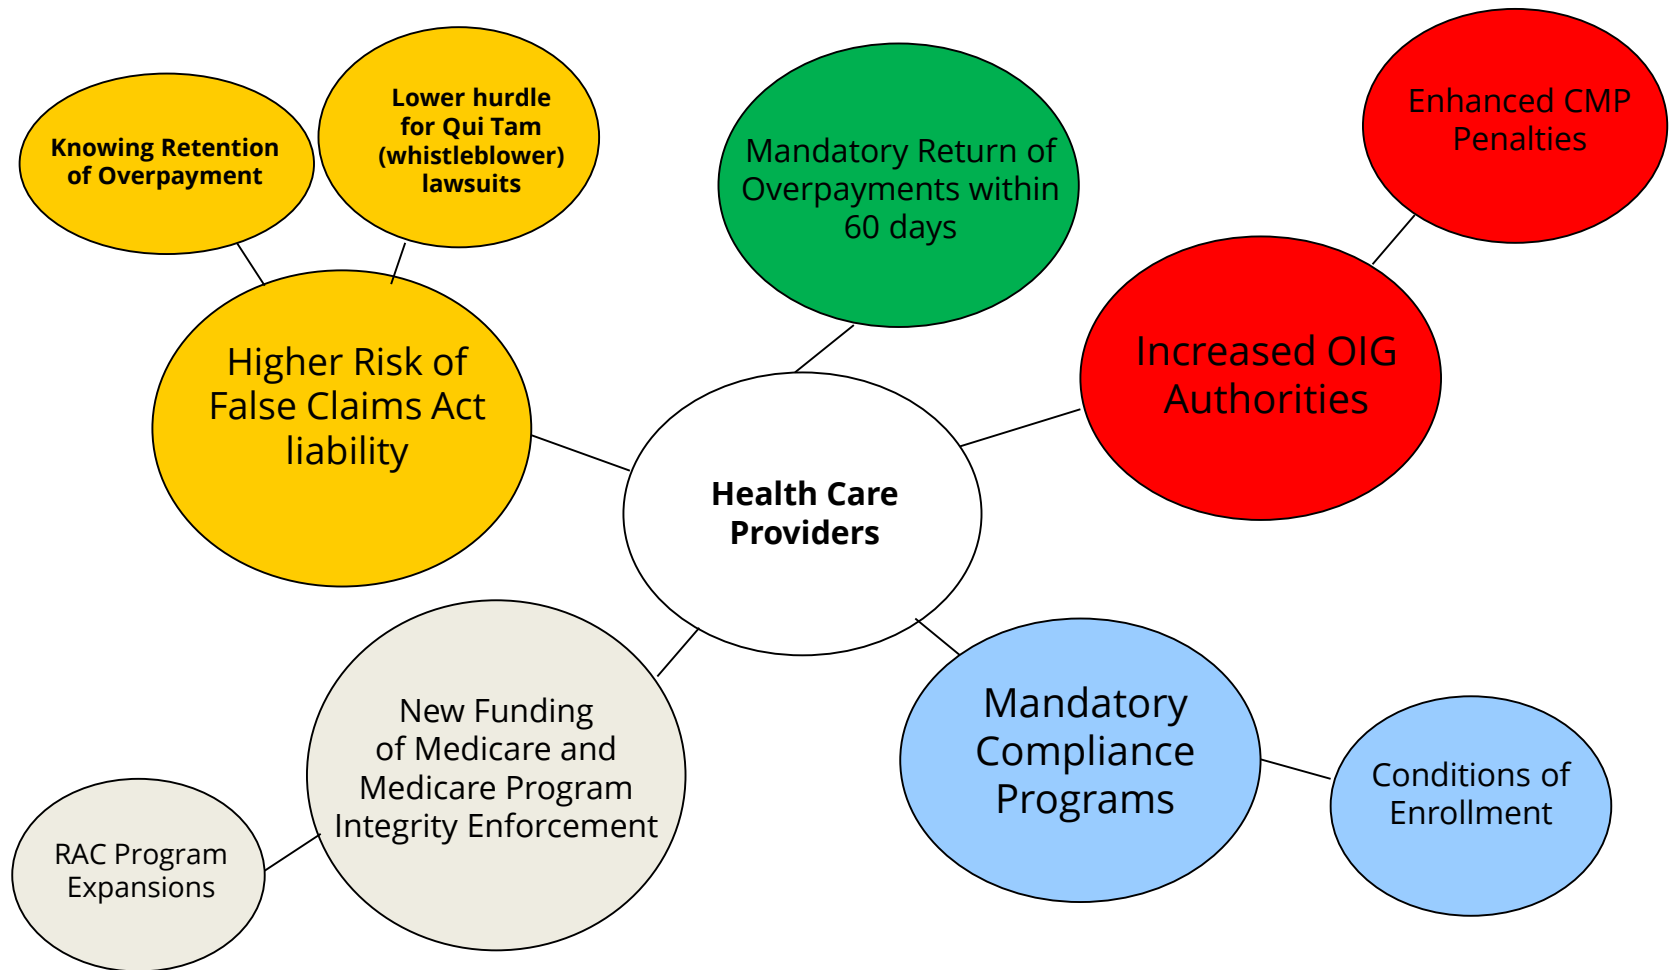 Knowing Retention
of Overpayment
Lower hurdle
for Qui Tam
(whistleblower)
lawsuits
Mandatory Return of
Overpayments within
60 days
Enhanced CMP
Penalties
Higher Risk of
False Claims Act
liability
Increased OIG
Authorities
Health Care
Providers
New Funding
of Medicare and
Medicare Program
Integrity Enforcement
Mandatory
Compliance
Programs
Conditions of
Enrollment
RAC Program
Expansions